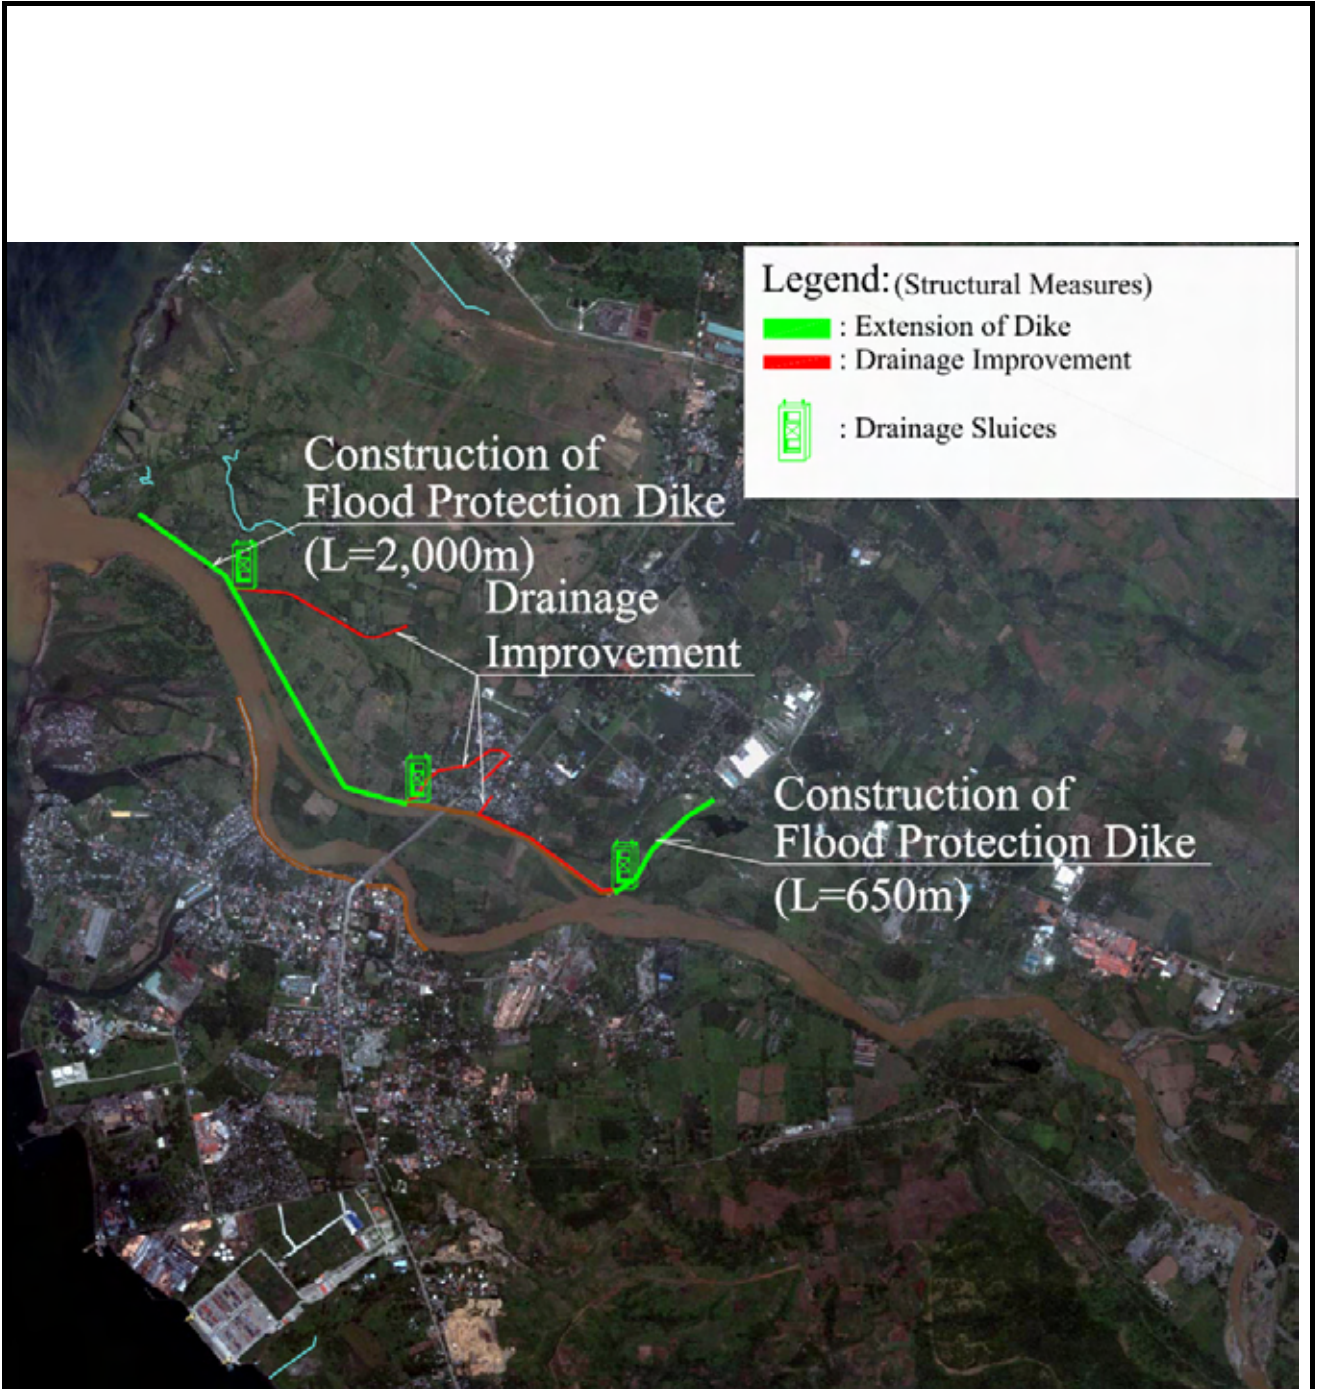 Legend: (Structural Measures)
: Extension of Dike
: Drainage Improvement
: Drainage Sluices
Construction of
Flood Protection Dike
(L=2,000m)
Drainage
Improvement
Construction of
Flood Protection Dike
(L=650m)